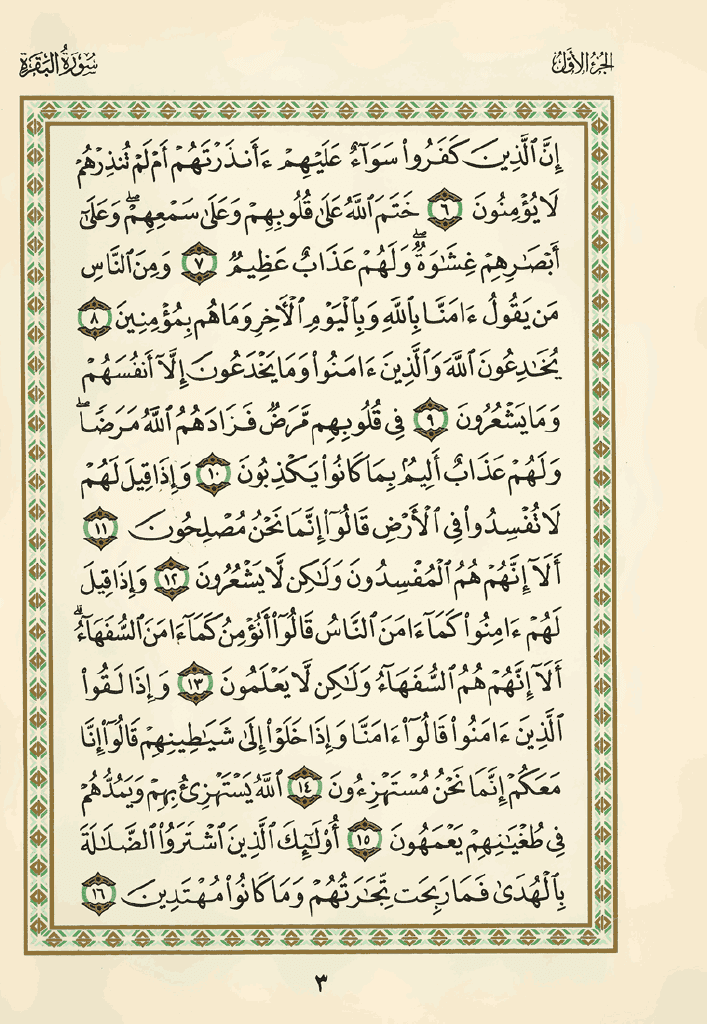 الجزء الأول
سورة البقرة
إِنَّ ٱلَّذِينَ كَفَرُواْ سَوَآءٌ عَلَيْهِمْ ءَأَنذَرْتَهُمْ أَمْ لَمْ تُنذِرْهُمْ
لَا يُؤْمِنُونَ ٦ خَتَمَ ٱللَّهُ عَلَىٰ قُلُوبِهِمْ وَعَلَىٰ سَمْعِهِمْۖ وَعَلَىٰٓ
أَبْصَٰرِهِمْ غِشَٰوَةٌۖ وَلَهُمْ عَذَابٌ عَظِيمٌ ٧ وَمِنَ ٱلنَّاسِ
مَن يَقُولُ ءَامَنَّا بِٱللَّهِ وَبِٱلْيَوْمِ ٱلْأٓخِرِ وَمَا هُم بِمُؤْمِنِينَ ٨
يُخَٰدِعُونَ ٱللَّهَ وَٱلَّذِينَ ءَامَنُواْ وَمَا يَخْدَعُونَ إِلَّآ أَنفُسَهُمْ
وَمَا يَشْعُرُونَ ٩ فِى قُلُوبِهِم مَّرَضٌ فَزَادَهُمُ ٱللَّهُ مَرَضًاۖ
وَلَهُمْ عَذَابٌ أَلِيمٌۢ بِمَا كَانُواْ يَكْذِبُونَ ١٠ وَإِذَا قِيلَ لَهُمْ
لَا تُفْسِدُواْ فِى ٱلْأَرْضِ قَالُوٓاْ إِنَّمَا نَحْنُ مُصْلِحُونَ ١١
أَلَآ إِنَّهُمْ هُمُ ٱلْمُفْسِدُونَ وَلَٰكِن لَّا يَشْعُرُونَ ١٢ وَإِذَا قِيلَ
لَهُمْ ءَامِنُواْ كَمَآ ءَامَنَ ٱلنَّاسُ قَالُوٓاْ أَنُؤْمِنُ كَمَآ ءَامَنَ ٱلسُّفَهَآءُۗ
أَلَآ إِنَّهُمْ هُمُ ٱلسُّفَهَآءُ وَلَٰكِن لَّا يَعْلَمُونَ ١٣ وَإِذَا لَقُواْ
ٱلَّذِينَ ءَامَنُواْ قَالُوٓاْ ءَامَنَّا وَإِذَا خَلَوْاْ إِلَىٰ شَيَٰطِينِهِمْ قَالُوٓاْ إِنَّا
مَعَكُمْ إِنَّمَا نَحْنُ مُسْتَهْزِءُونَ ١٤ ٱللَّهُ يَسْتَهْزِئُ بِهِمْ وَيَمُدُّهُمْ
فِى طُغْيَٰنِهِمْ يَعْمَهُونَ ١٥ أُوْلَٰٓئِكَ ٱلَّذِينَ ٱشْتَرَوُاْ ٱلضَّلَٰلَةَ
بِٱلْهُدَىٰ فَمَا رَبِحَت تِّجَٰرَتُهُمْ وَمَا كَانُواْ مُهْتَدِينَ ١٦
٣